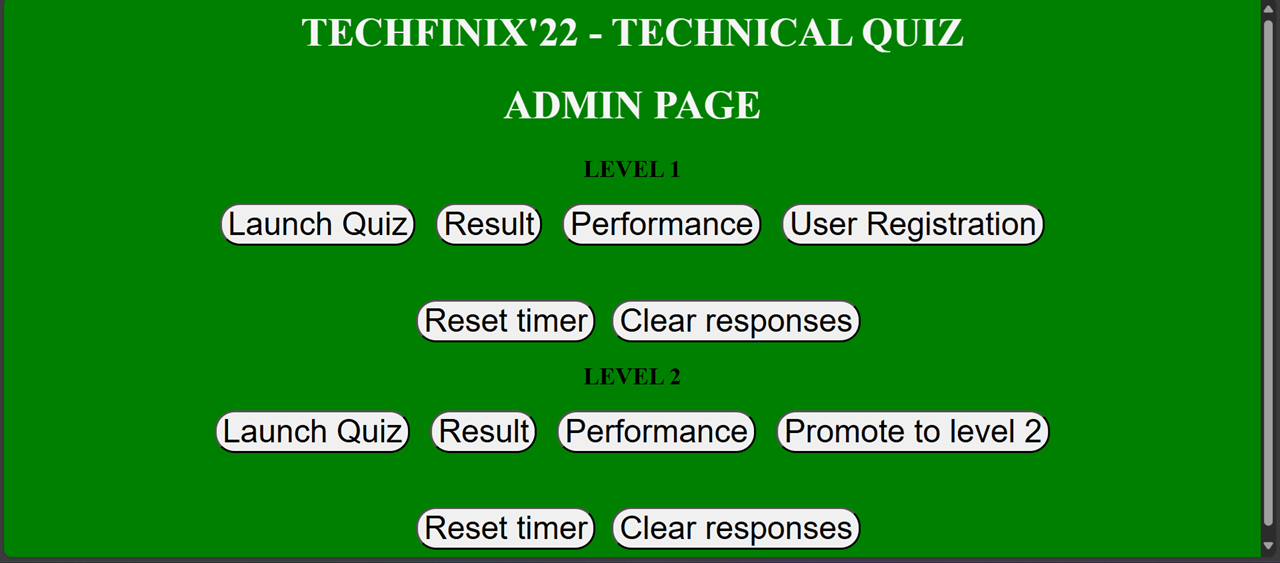 TECHFINIX'22 - TECHNICAL QUIZ
ADMIN PAGE
LEVEL 1
Launch Quiz Result Performance User Registration
Reset timer Clear responses
LEVEL 2
Launch Quiz Result Performance Promote to level 2
Reset timer Clear responses